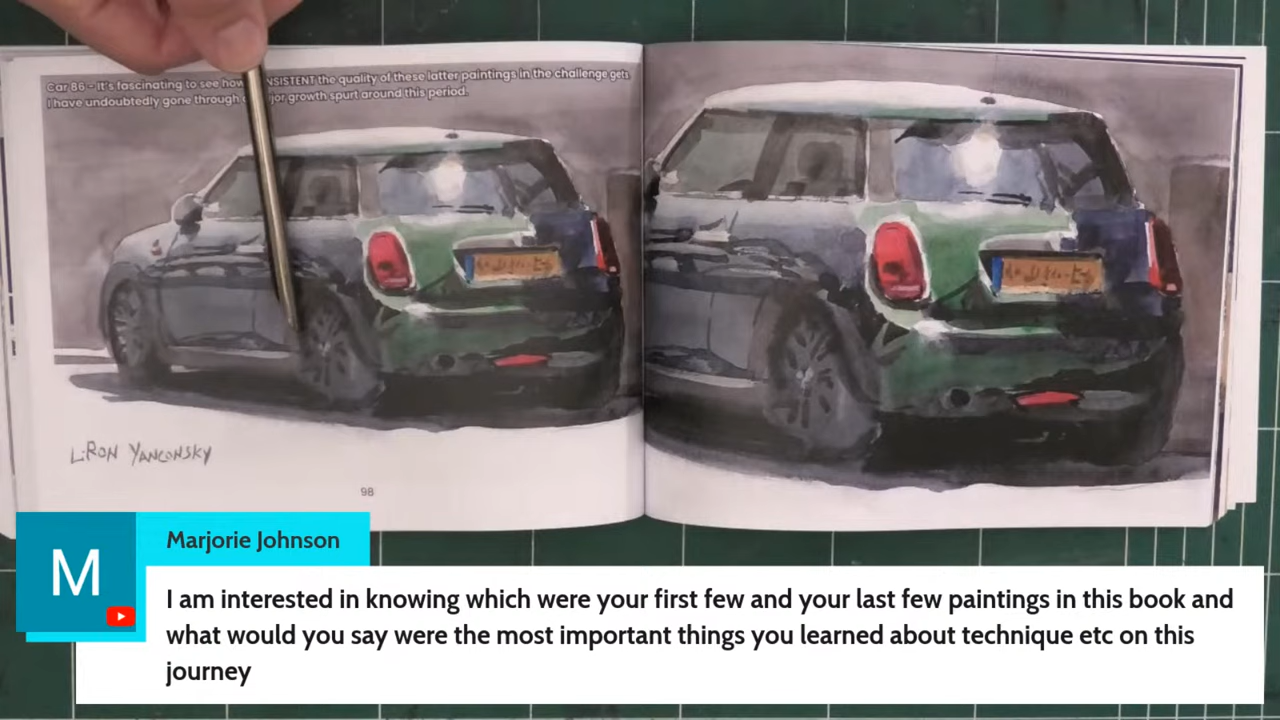 Car 86 - It's fascinating to see how NSISTENT the quality of these latter paintings in the challenge gets.
I have undoubtedly gone through growth spurt around this period.
LiRON YANCONSKY
98
M
Marjorie Johnson
I am interested in knowing which were your first few and your last few paintings in this book and
what would you say were the most important things you learned about technique etc on this
journey